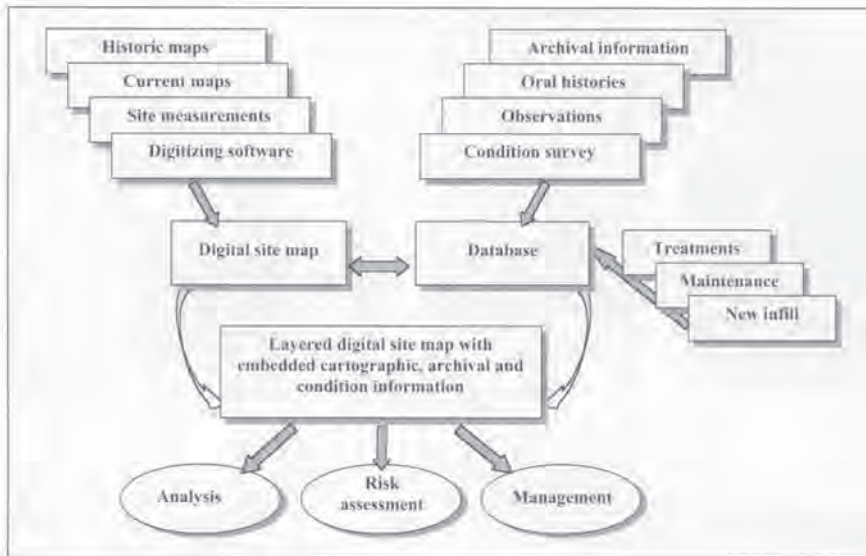 Historic maps
Current maps
Site measurements
Digitizing software
Archival information
Oral histories
Observations
Condition survey
Digital site map
Database
Treatments
Maintenance
New infill
Layered digital site map with
embedded cartographic, archival and
condition information
Analysis
Risk
assessment
Management